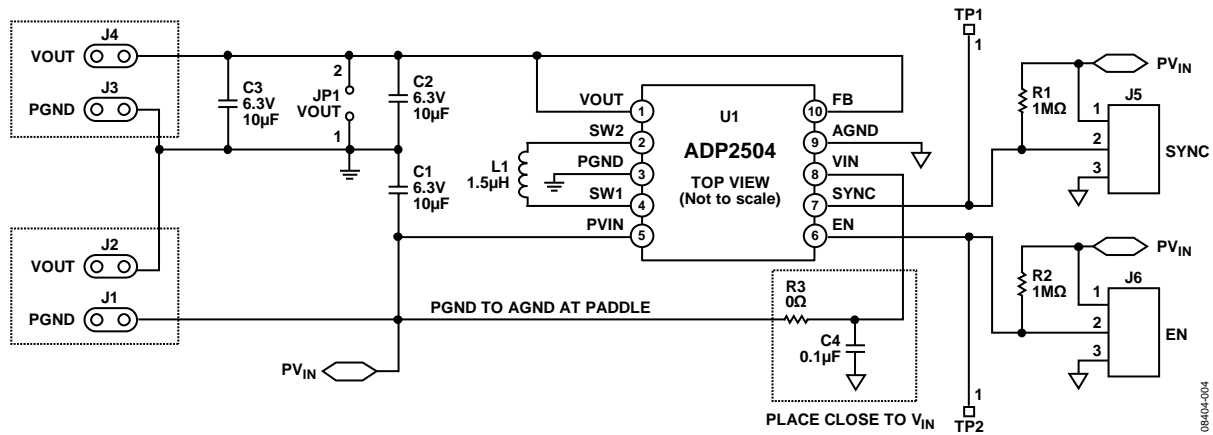 J4
VOUT
J3
PGND
C3
6.3V
10µF
2
JP1
VOUT
1
C2
6.3V
10µF
C1
6.3V
10µF
J2
VOUT
J1
PGND
PV_IN
L1
1.5µH
VOUT
SW2
PGND
SW1
PVIN
1
2
3
4
5
U1
ADP2504
TOP VIEW
(Not to scale)
10
9
8
7
6
FB
AGND
VIN
SYNC
EN
PGND TO AGND AT PADDLE
R3
0Ω
C4
0.1µF
PLACE CLOSE TO V_IN
TP1
1
1
TP2
PV_IN
R1
1MΩ
J5
1
2
3
SYNC
PV_IN
R2
1MΩ
J6
1
2
3
EN
08404-004